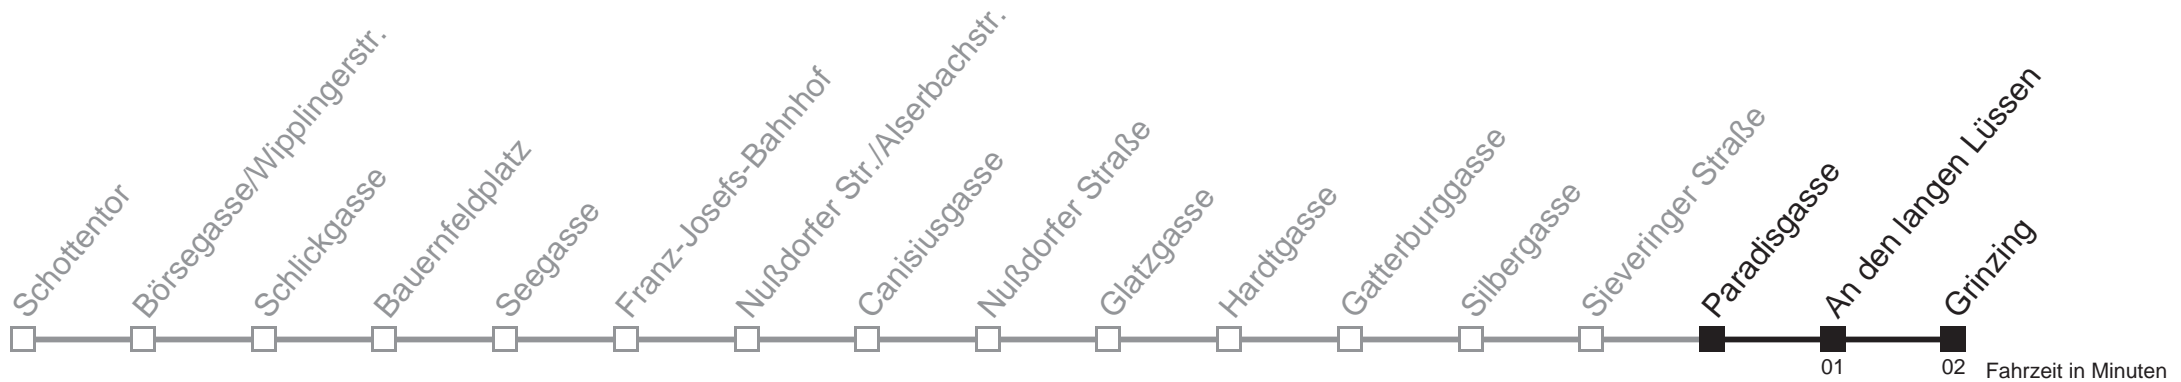 Schottentor
Börsegasse/Wipplingerstr.
Schlickgasse
Bauernfeldplatz
Seegasse
Franz-Josefs-Bahnhof
Nußdorfer Str./Alserbachstr.
Canisiusgasse
Nußdorfer Straße
Glatzgasse
Hardtgasse
Gatterburggasse
Silbergasse
Sieveringer Straße
Paradisgasse
An den langen Lüssen
Grinzing
01
02
Fahrzeit in Minuten